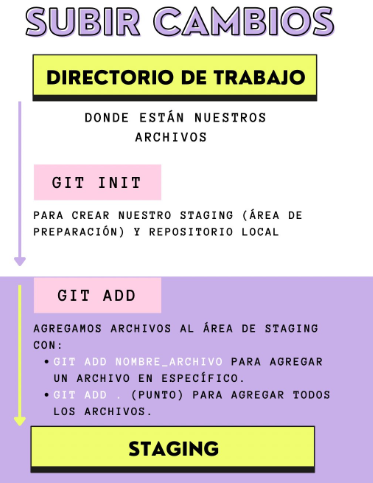 SUBIR CAMBIOS
DIRECTORIO DE TRABAJO
DONDE ESTÁN NUESTROS
ARCHIVOS
GIT INIT
PARA CREAR NUESTRO STAGING (ÁREA DE
PREPARACIÓN) Y REPOSITORIO LOCAL
GIT ADD
AGREGAMOS ARCHIVOS AL ÁREA DE STAGING
CON:
• GIT ADD NOMBRE_ARCHIVO PARA AGREGAR
UN ARCHIVO EN ESPECÍFICO.
• GIT ADD . (PUNTO) PARA AGREGAR TODOS
LOS ARCHIVOS.
STAGING